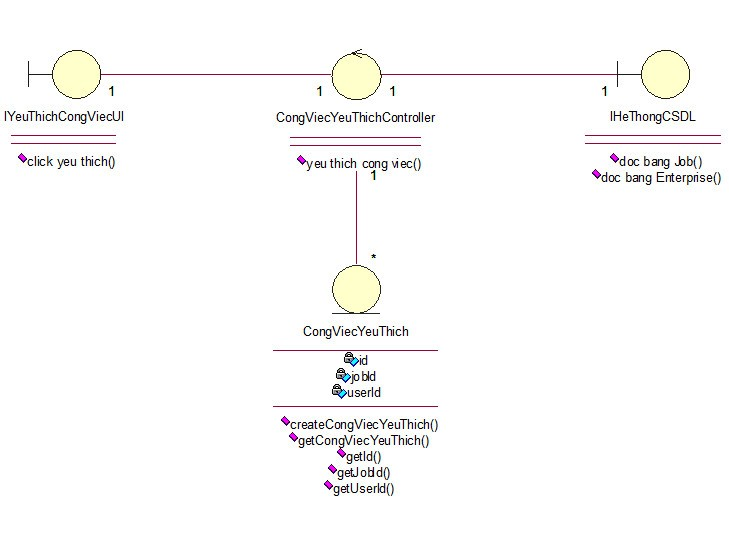 1 1 1 1
IYeuThichCongViecUI
CongViecYeuThichController
IHeThongCSDL
click yeu thich()
yeu thich cong viec()
doc bang Job()
doc bang Enterprise()
1
*
CongViecYeuThich
id
jobId
userId
createCongViecYeuThich()
getCongViecYeuThich()
getId()
getJobId()
getUserId()